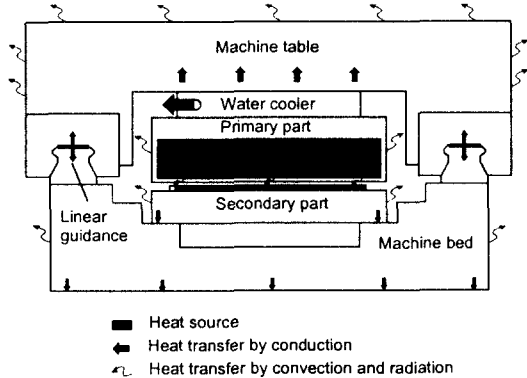 Machine table
Water cooler
Primary part
Secondary part
Linear
guidance
Machine bed
Heat source
Heat transfer by conduction
Heat transfer by convection and radiation